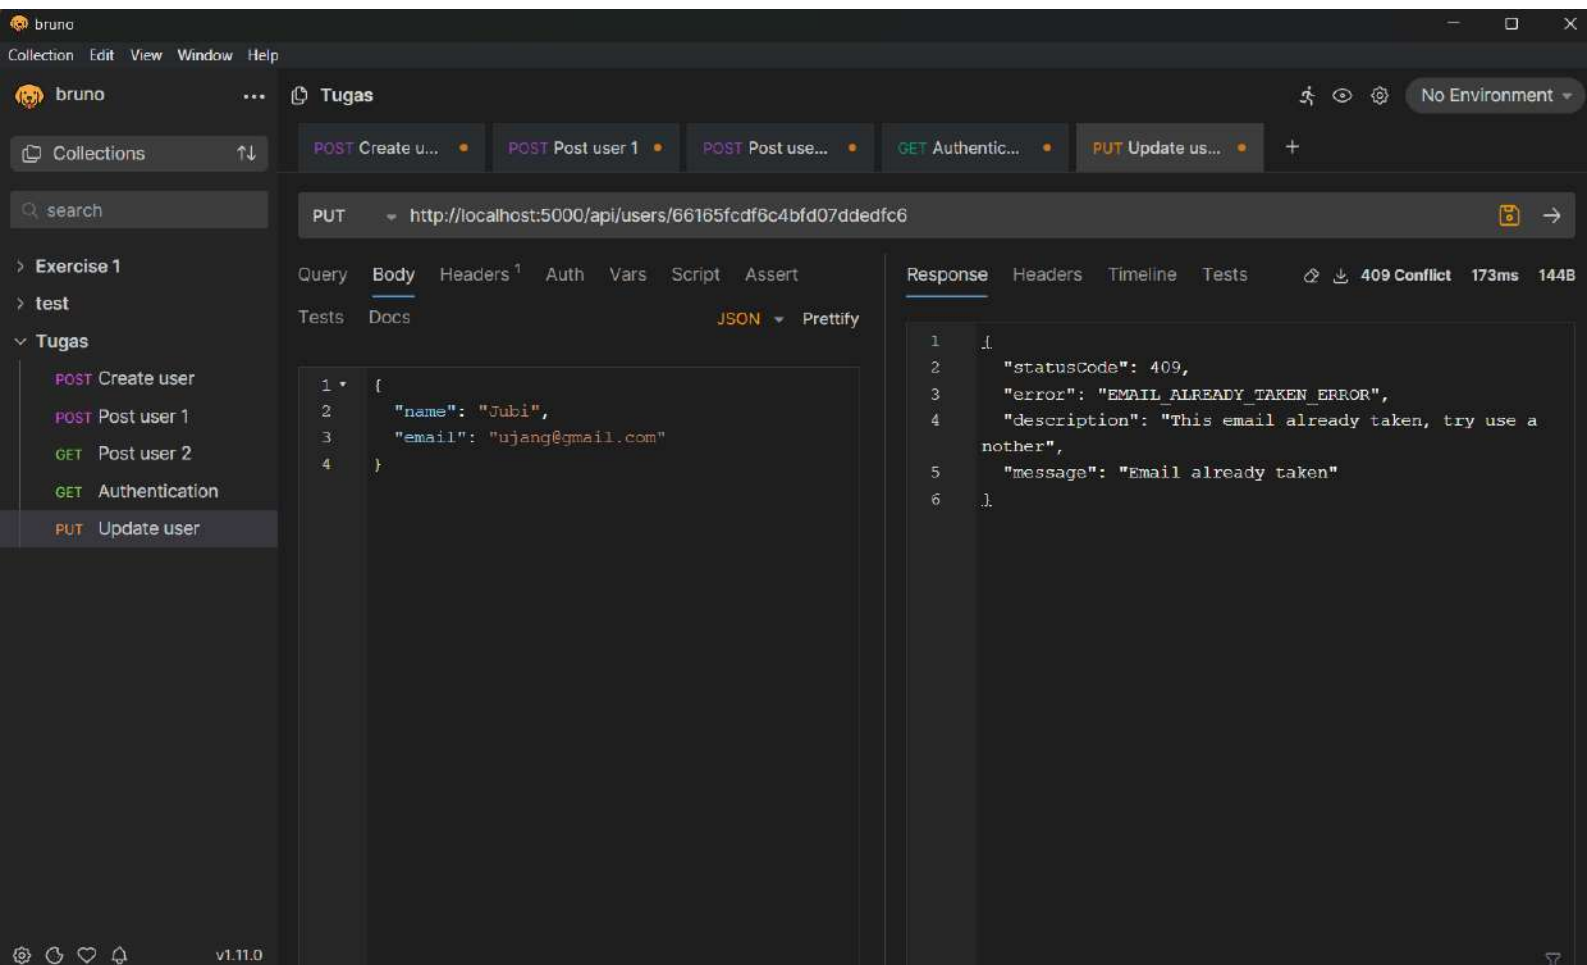 bruno
Collection Edit View Window Help
bruno
Tugas
No Environment
Collections
POST Create u...
POST Post user 1
POST Post use...
GET Authentic...
PUT Update us...
+
search
PUT http://localhost:5000/api/users/66165fcdf6c4bfd07ddedfc6
Exercise 1
test
Tugas
POST Create user
POST Post user 1
GET Post user 2
GET Authentication
PUT Update user
Query Body Headers 1 Auth Vars Script Assert
Tests Docs JSON Prettify
1 {
2 "name": "Jubi",
3 "email": "ujang@gmail.com"
4 }
Response Headers Timeline Tests 409 Conflict 173ms 144B
1 {
2 "statusCode": 409,
3 "error": "EMAIL_ALREADY_TAKEN_ERROR",
4 "description": "This email already taken, try use a
nother",
5 "message": "Email already taken"
6 }
v1.11.0